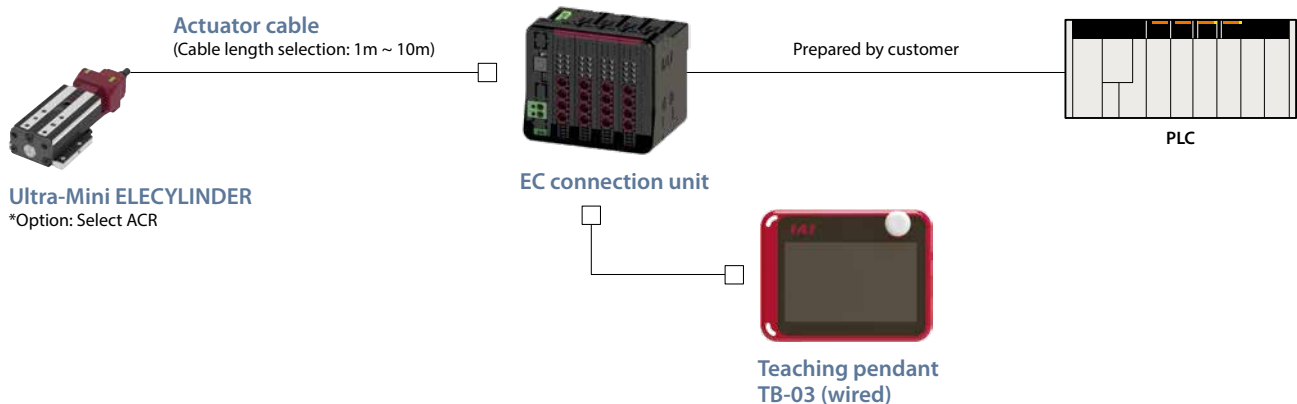 Actuator cable
(Cable length selection: 1m ~ 10m)
Prepared by customer
PLC
EC connection unit
Ultra-Mini ELECYLINDER
*Option: Select ACR
IAI
Teaching pendant
TB-03 (wired)